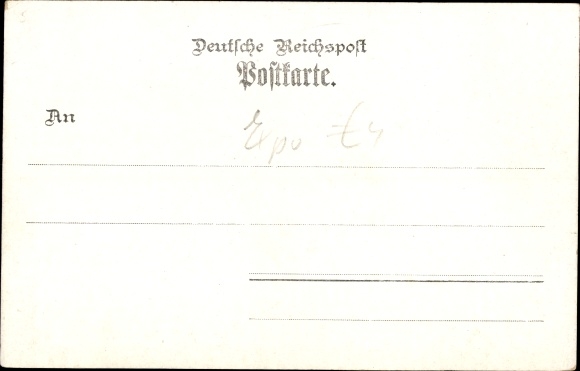 Deutsche Reichspost
Postkarte.
An